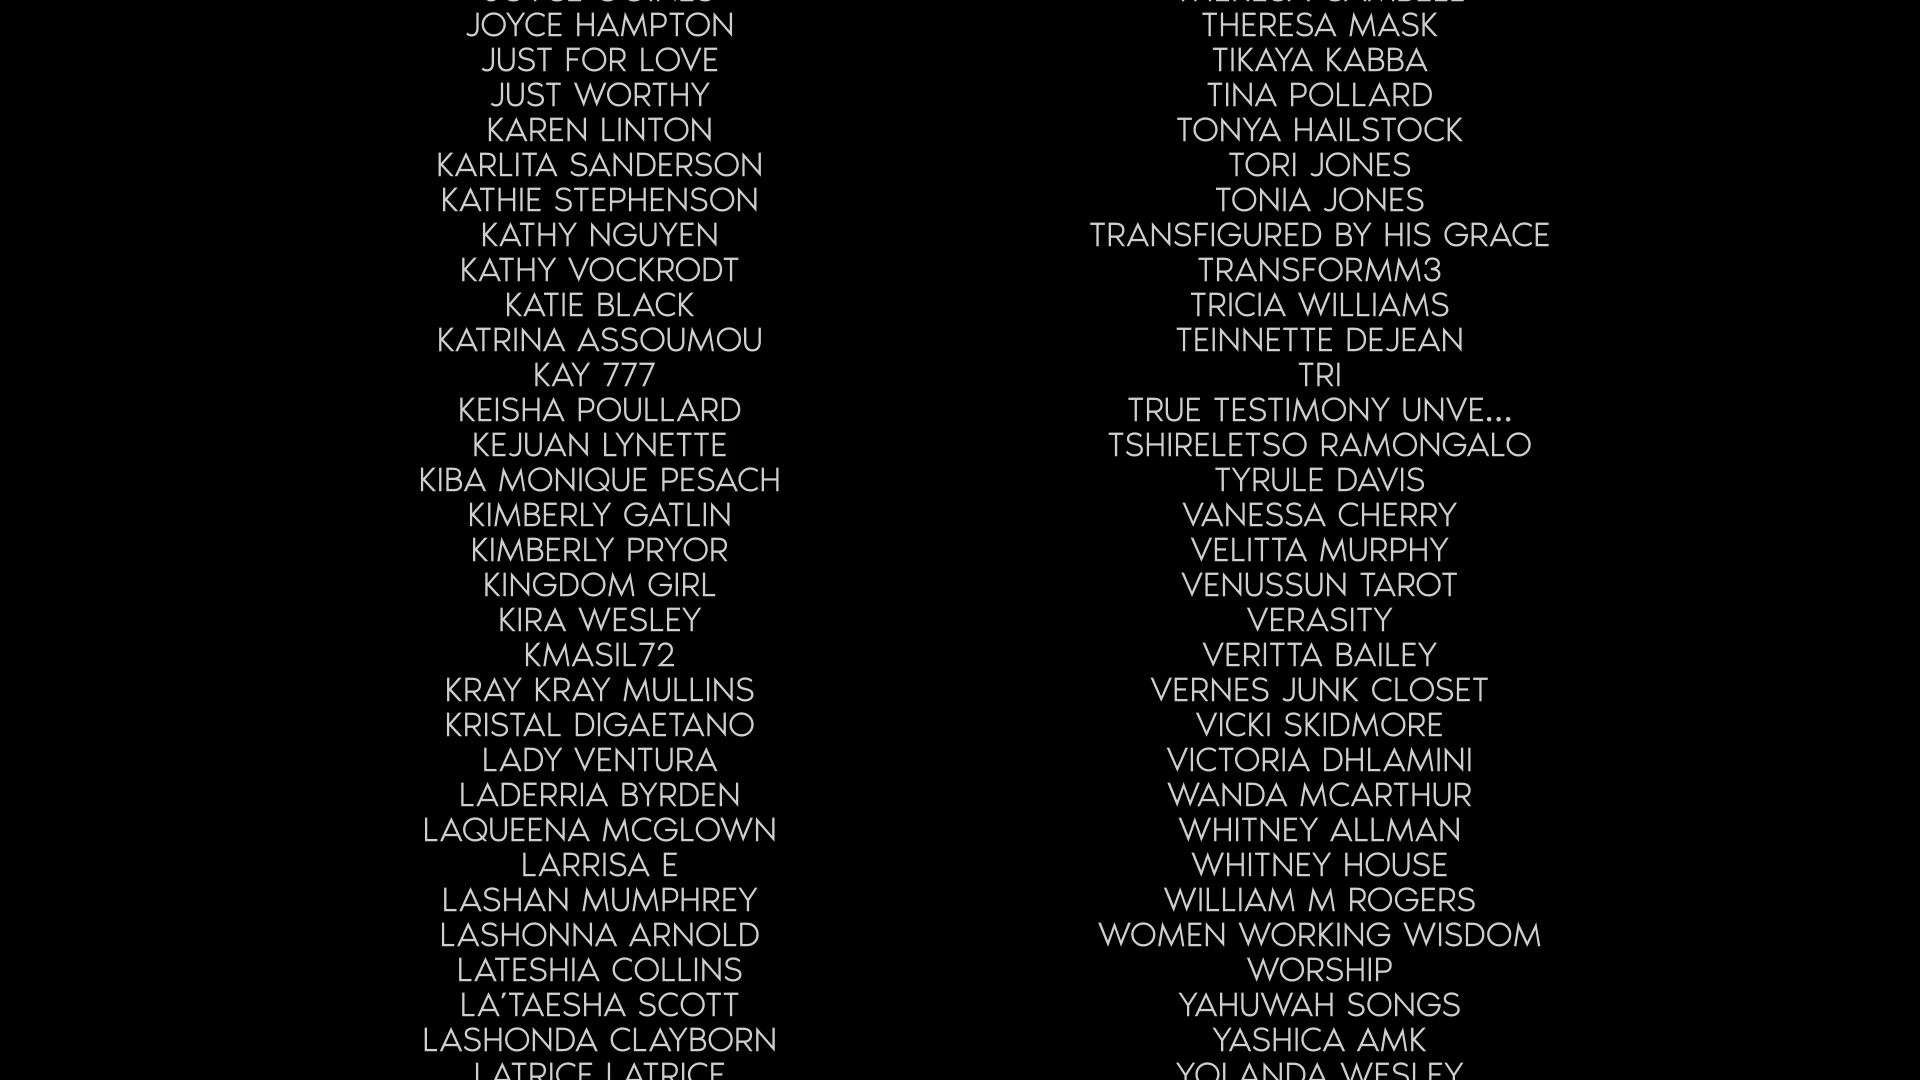 JOYCE HAMPTON
JUST FOR LOVE
JUST WORTHY
KAREN LINTON
KARLITA SANDERSON
KATHIE STEPHENSON
KATHY NGUYEN
KATHY VOCKRODT
KATIE BLACK
KATRINA ASSOUMOU
KAY 777
KEISHA POULLARD
KEJUAN LYNETTE
KIBA MONIQUE PESACH
KIMBERLY GATLIN
KIMBERLY PRYOR
KINGDOM GIRL
KIRA WESLEY
KMASIL72
KRAY KRAY MULLINS
KRISTAL DIGAETANO
LADY VENTURA
LADERRIA BYRDEN
LAQUEENA MCGLOWN
LARRISA E
LASHAN MUMPHREY
LASHONNA ARNOLD
LATESHIA COLLINS
LA'TAESHA SCOTT
LASHONDA CLAYBORN
LATRICE LATRICE
THERESA MASK
TIKAYA KABBA
TINA POLLARD
TONYA HAILSTOCK
TORI JONES
TONIA JONES
TRANSFIGURED BY HIS GRACE
TRANSFORMM3
TRICIA WILLIAMS
TEINNETTE DEJEAN
TRI
TRUE TESTIMONY UNVE...
TSHIRELETSO RAMONGALO
TYRULE DAVIS
VANESSA CHERRY
VELITTA MURPHY
VENUSSUN TAROT
VERASITY
VERITTA BAILEY
VERNES JUNK CLOSET
VICKI SKIDMORE
VICTORIA DHLAMINI
WANDA MCARTHUR
WHITNEY ALLMAN
WHITNEY HOUSE
WILLIAM M ROGERS
WOMEN WORKING WISDOM
WORSHIP
YAHUWAH SONGS
YASHICA AMK
YOLANDA WESLEY